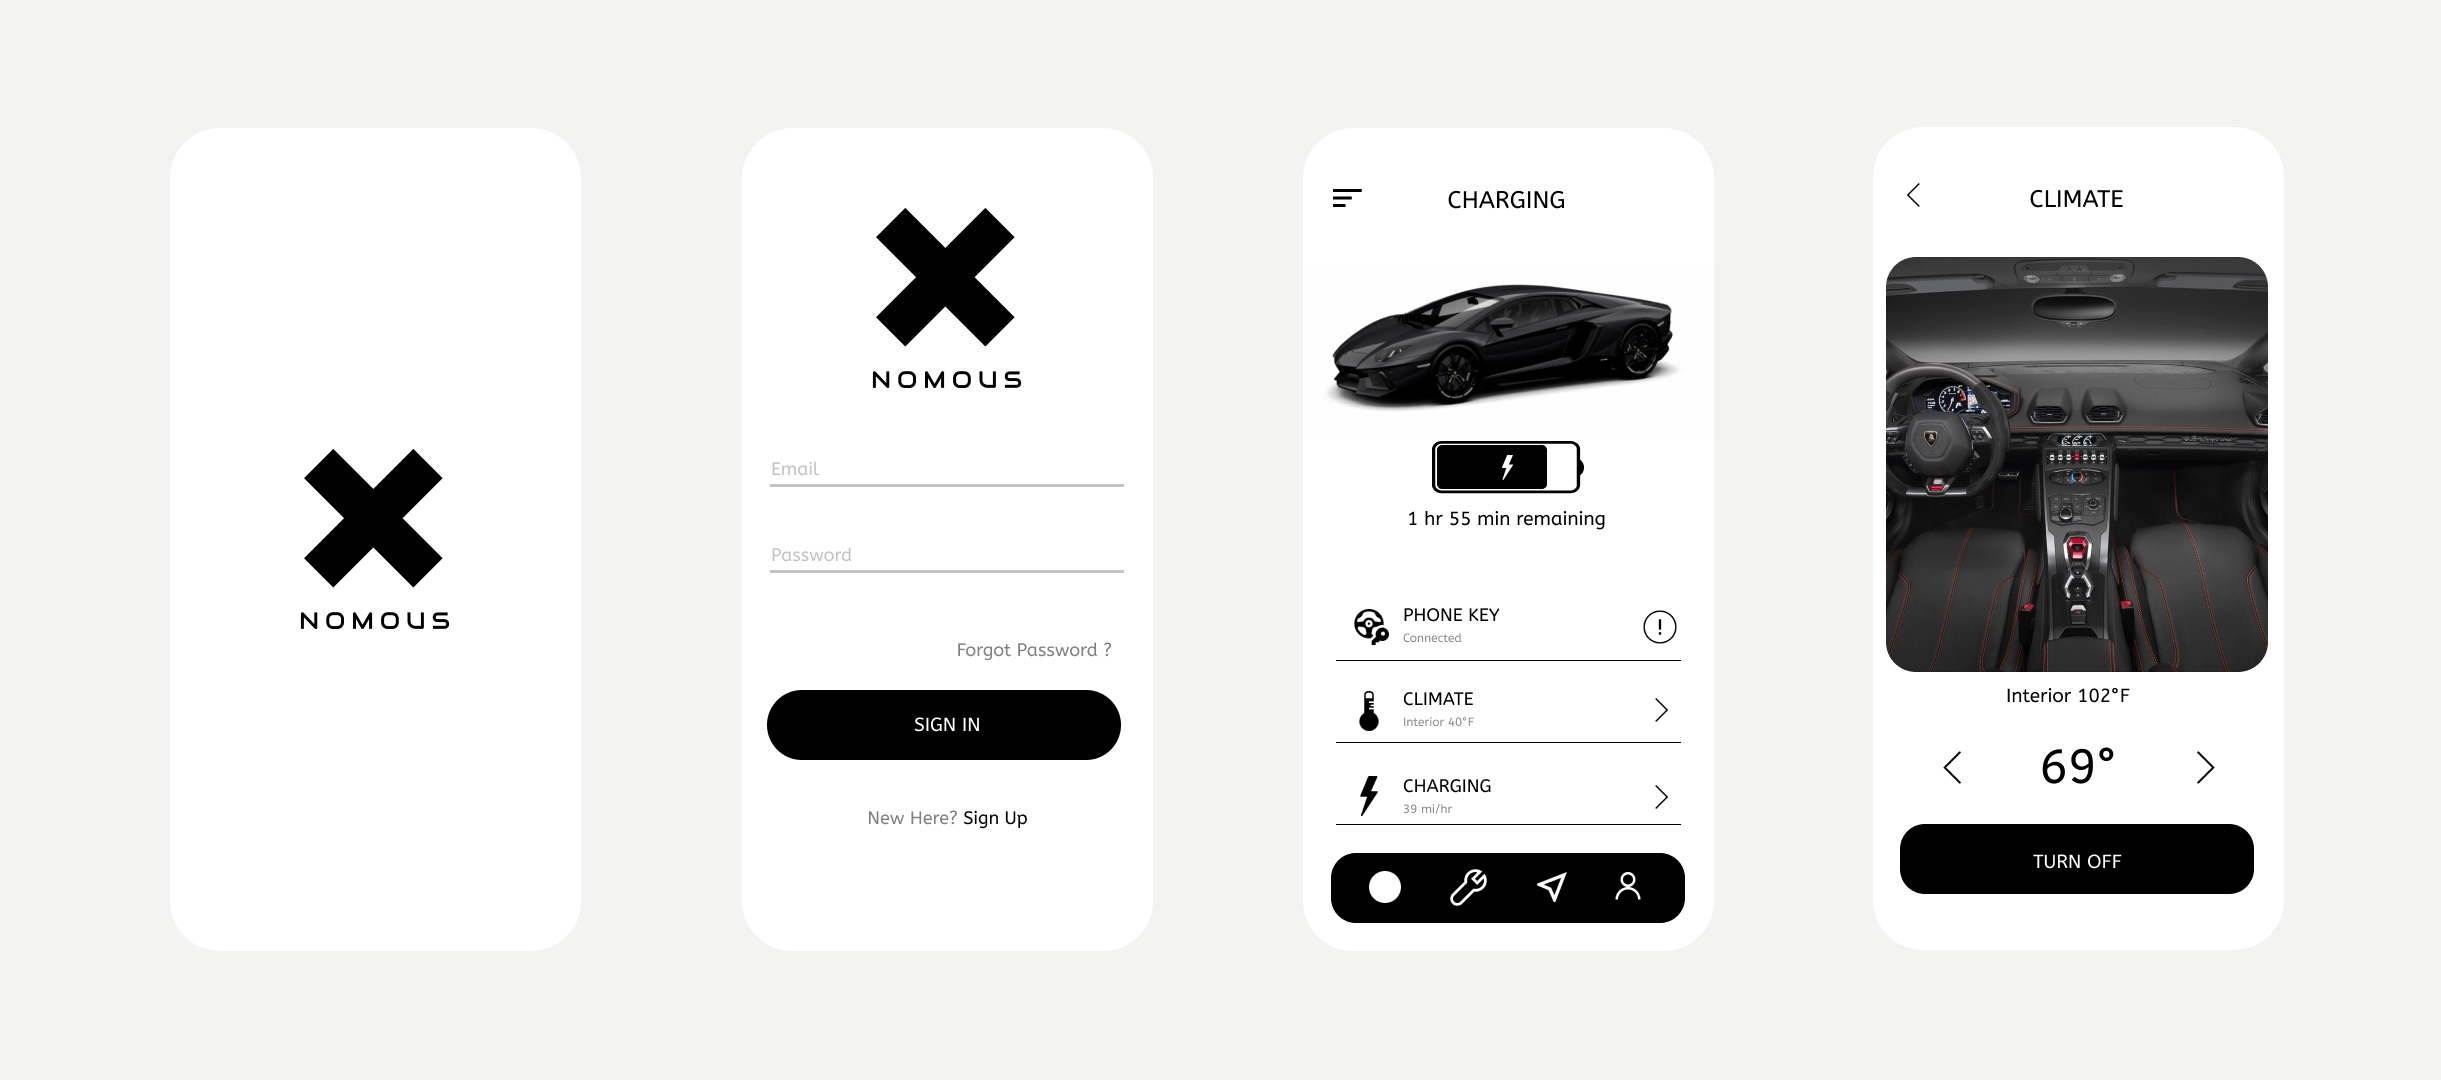 NOMOUS
NOMOUS
Email
Password
Forgot Password ?
SIGN IN
New Here? Sign Up
CHARGING
1 hr 55 min remaining
PHONE KEY
Connected
CLIMATE
Interior 40°F
CHARGING
39 mi/hr
CLIMATE
Interior 102°F
69°
TURN OFF